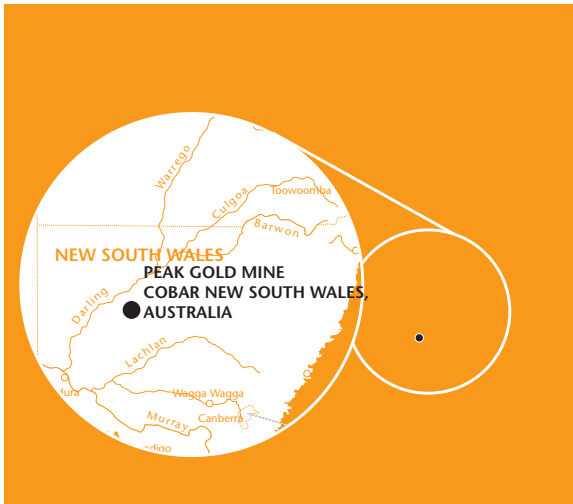 Warrego
Culgoa
Toowoomba
Barwon
NEW SOUTH WALES
PEAK GOLD MINE
COBAR NEW SOUTH WALES,
AUSTRALIA
Darling
Lachlan
Wagga Wagga
Canberra
Murray